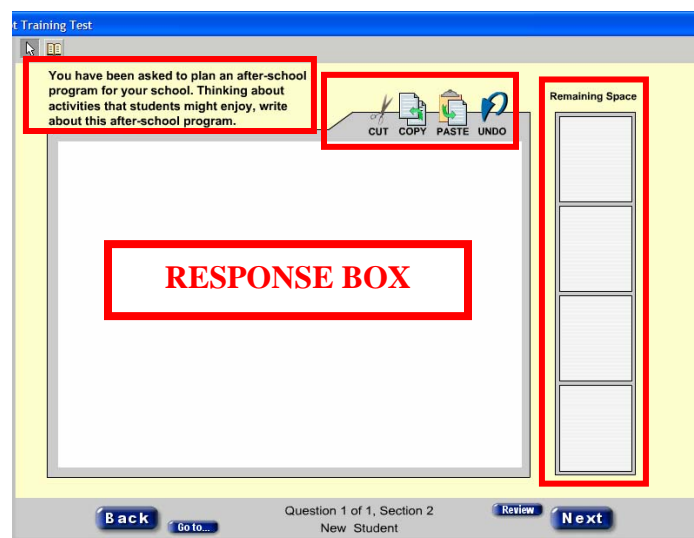 t Training Test
You have been asked to plan an after-school
program for your school. Thinking about
activities that students might enjoy, write
about this after-school program.
CUT COPY PASTE UNDO
Remaining Space
RESPONSE BOX
Back
Go to...
Question 1 of 1, Section 2
New Student
Review
Next